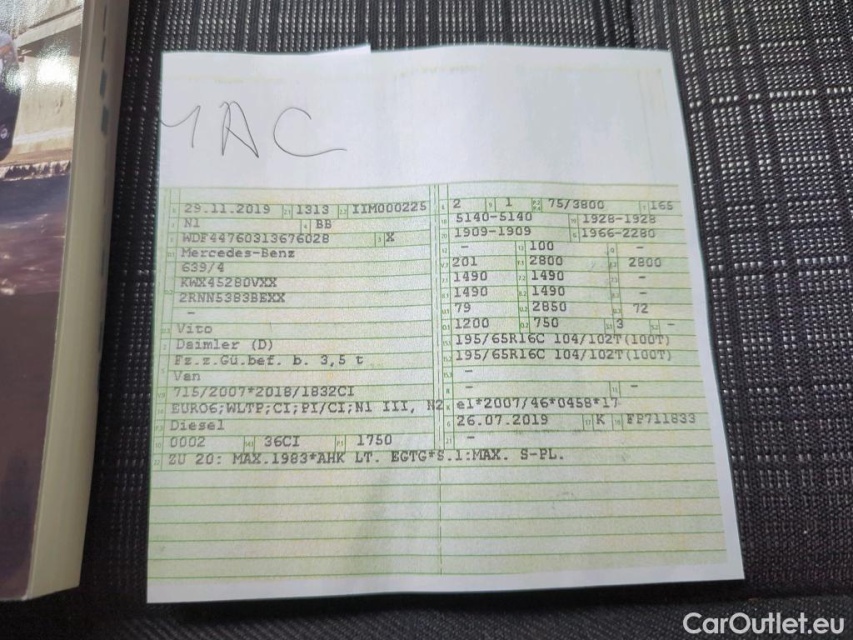 MAC
29.11.2019 1313 IIM000225
N1 BB
WDF44760313676028 X
Mercedes-Benz
639/4
KWX45280VXX
2RNN5383BEXX
-
Vito
Daimler (D)
Fz.z.Gü.bef. b. 3,5 t
Van
715/2007*2018/1832CI
EURO6;WLTP;CI;PI/CI;N1 III, N2
Diesel
0002 36CI 1750
2 1 75/3800 165
5140-5140 1928-1928
1909-1909 1966-2280
- 100 -
201 2800 2800
1490 1490 -
1490 1490 -
79 2850 72
1200 750 3 -
195/65R16C 104/102T(100T)
195/65R16C 104/102T(100T)
-
- -
e1*2007/46*0458*17
26.07.2019 K FP711833
-
ZU 20: MAX.1983*AHK LT. EGTG*S.1:MAX. S-PL.
CarOutlet.eu